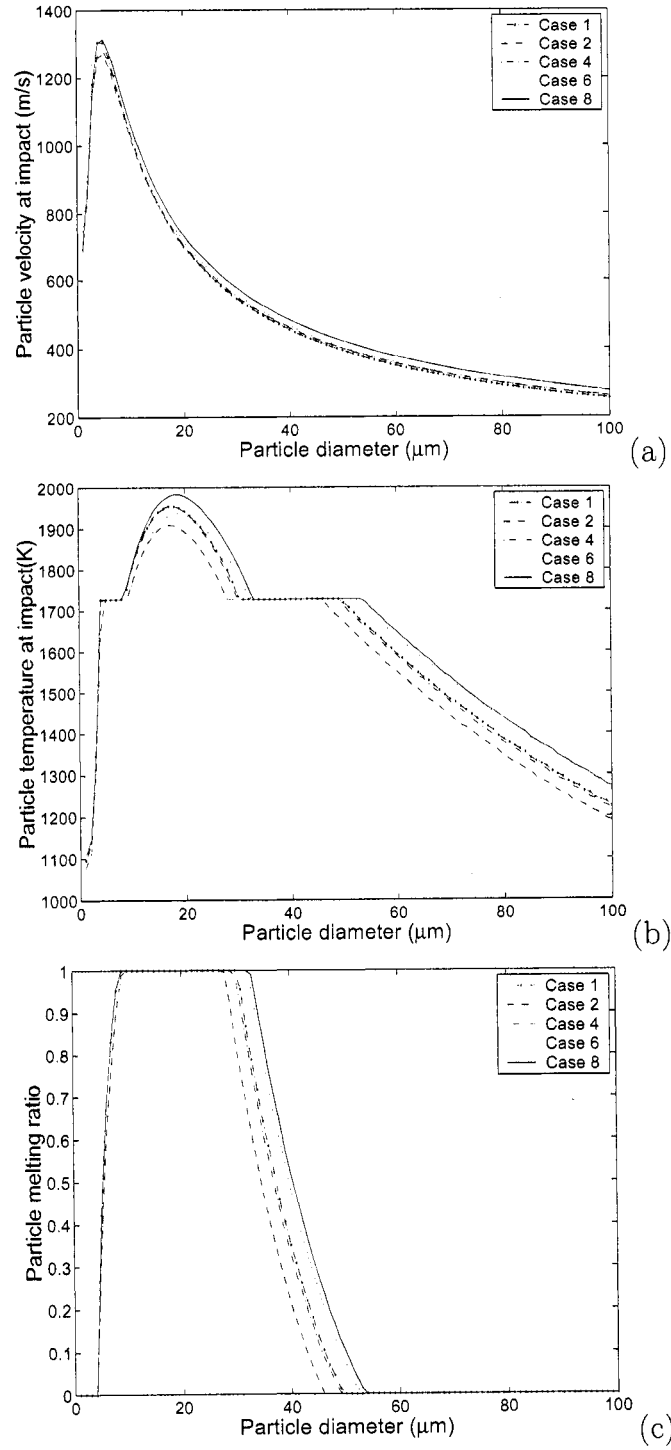 1400
1200
1000
800
600
400
200
Particle velocity at impact (m/s)
Case 1
Case 2
Case 4
Case 6
Case 8
0 20 40 60 80 100
Particle diameter (μm)
(a)
2000
1900
1800
1700
1600
1500
1400
1300
1200
1100
1000
Particle temperature at impact(K)
Case 1
Case 2
Case 4
Case 6
Case 8
0 20 40 60 80 100
Particle diameter (μm)
(b)
1
0.9
0.8
0.7
0.6
0.5
0.4
0.3
0.2
0.1
0
Particle melting ratio
Case 1
Case 2
Case 4
Case 6
Case 8
0 20 40 60 80 100
Particle diameter (μm)
(c)